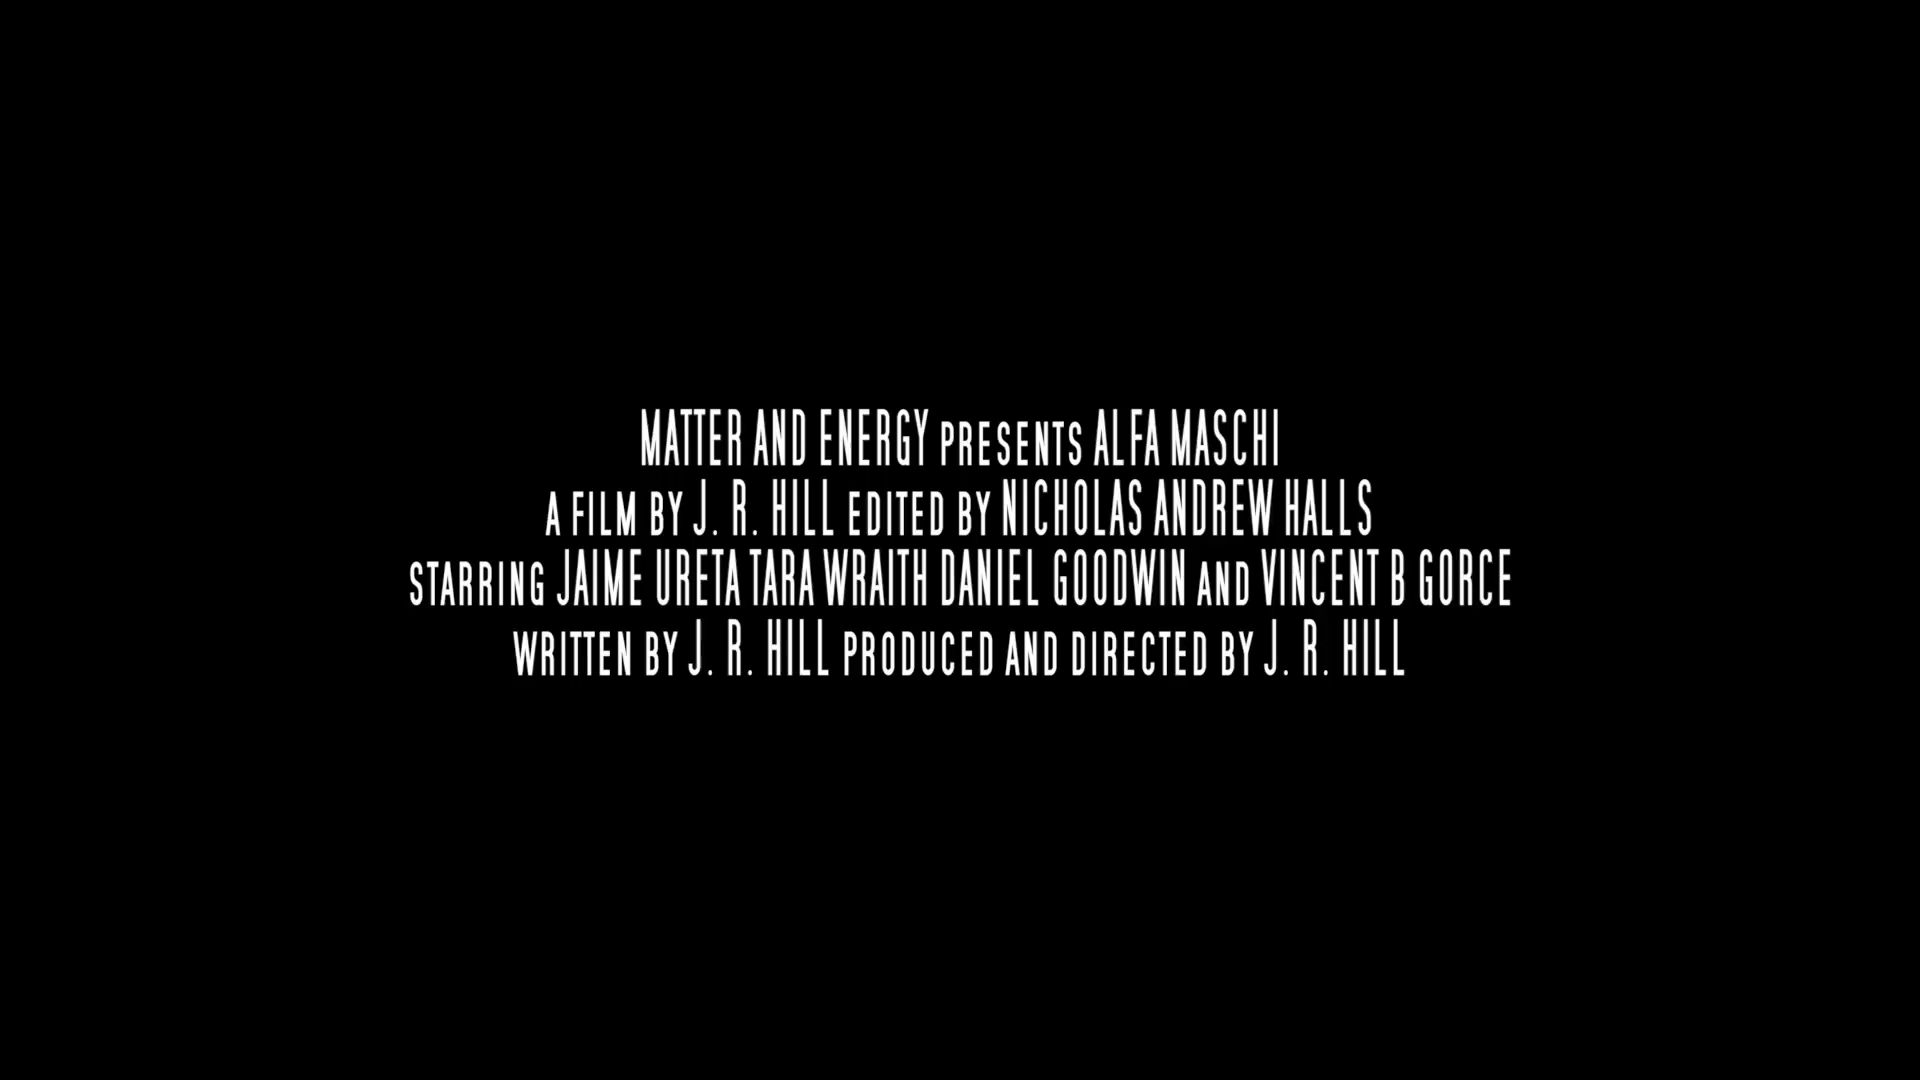 MATTER AND ENERGY PRESENTS ALFA MASCHI
A FILM BY J. R. HILL EDITED BY NICHOLAS ANDREW HALLS
STARRING JAIME URETA TARA WRAITH DANIEL GOODWIN AND VINCENT B GORCE
WRITTEN BY J. R. HILL PRODUCED AND DIRECTED BY J. R. HILL